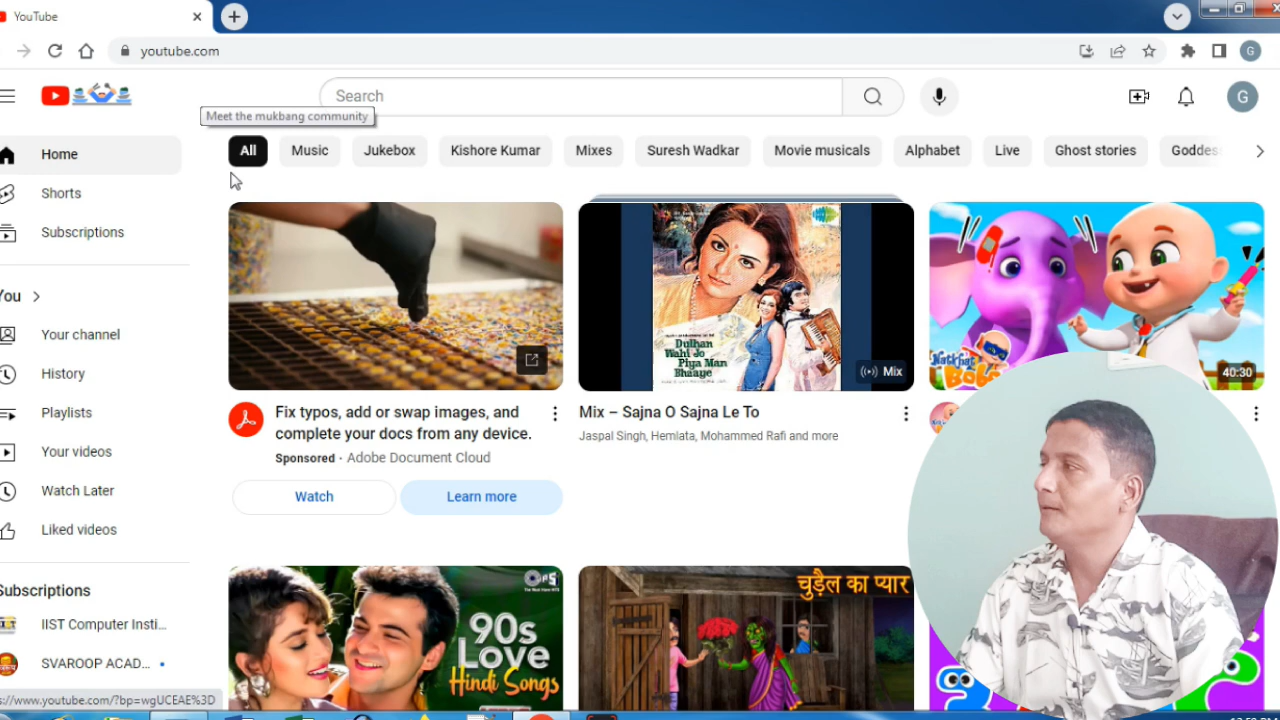 YouTube
youtube.com
G
Search
G
Meet the mukbang community
Home
Shorts
Subscriptions
You
Your channel
History
Playlists
Your videos
Watch Later
Liked videos
Subscriptions
IIST Computer Insti...
SVAROOP ACAD...
All
Music
Jukebox
Kishore Kumar
Mixes
Suresh Wadkar
Movie musicals
Alphabet
Live
Ghost stories
Goddes
Fix typos, add or swap images, and
complete your docs from any device.
Sponsored · Adobe Document Cloud
Watch
Learn more
Dulhan
Wahi Jo
Piya Man
Bhaaye
Mix
Mix – Sajna O Sajna Le To
Jaspal Singh, Hemlata, Mohammed Rafi and more
Natkhat
40:30
90s
Love
Hindi Songs
चुड़ैल का प्यार
s://www.youtube.com/?bp=wgUCEAE%3D